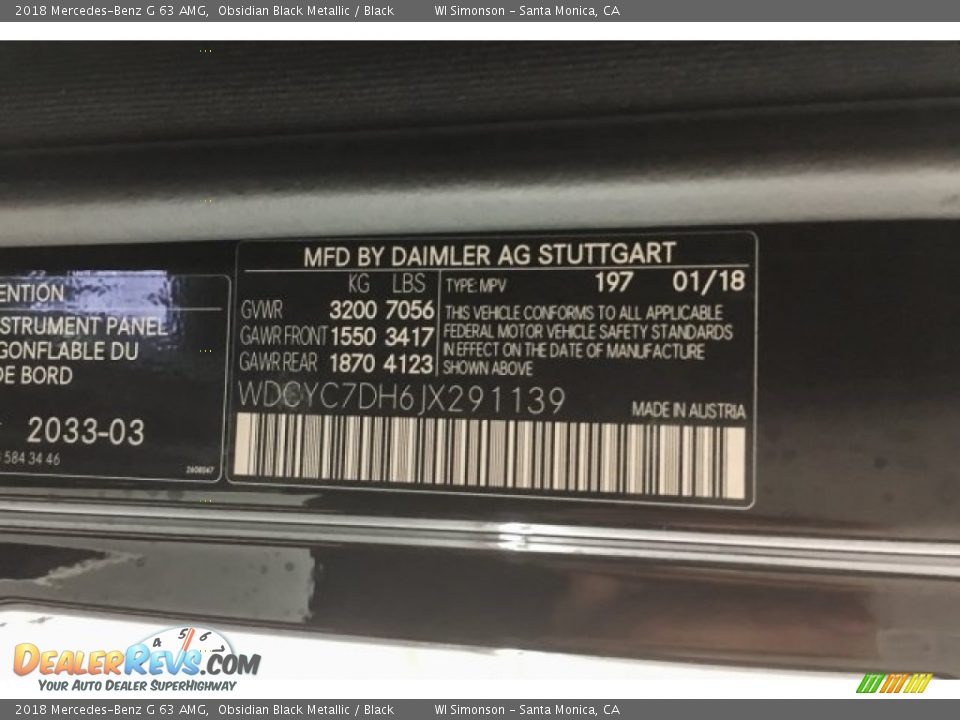 2018 Mercedes-Benz G 63 AMG, Obsidian Black Metallic / Black WI Simonson - Santa Monica, CA
MFD BY DAIMLER AG STUTTGART
KG LBS
GVWR 3200 7056
GAWR FRONT 1550 3417
GAWR REAR 1870 4123
TYPE: MPV 197 01/18
THIS VEHICLE CONFORMS TO ALL APPLICABLE
FEDERAL MOTOR VEHICLE SAFETY STANDARDS
IN EFFECT ON THE DATE OF MANUFACTURE
SHOWN ABOVE
WDCYC7DH6JX291139
MADE IN AUSTRIA
ENTION
STRUMENT PANEL
GONFLABLE DU
DE BORD
2033-03
584 34 46
2608047
4 5 6
DEALERREVS.COM
YOUR AUTO DEALER SUPERHIGHWAY
2018 Mercedes-Benz G 63 AMG, Obsidian Black Metallic / Black WI Simonson - Santa Monica, CA